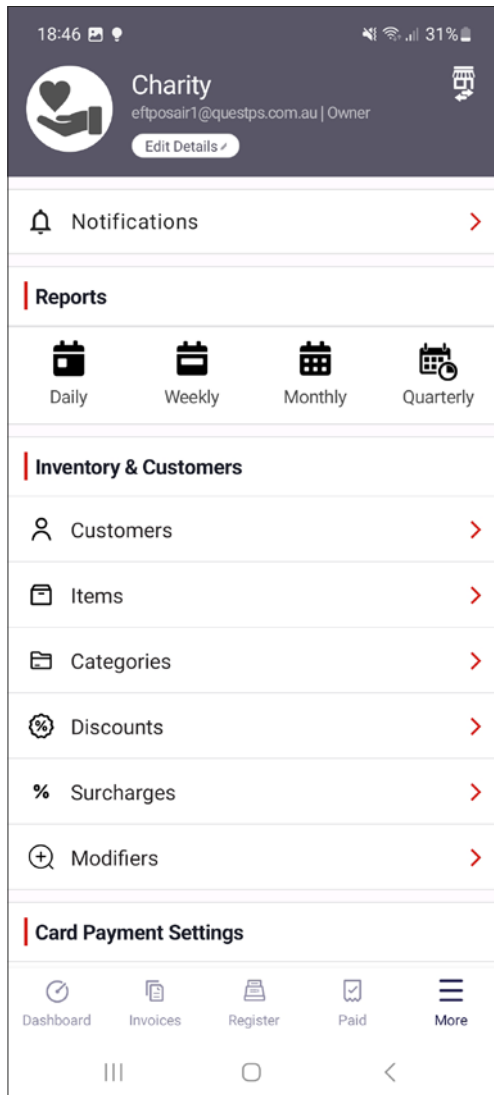 18:46 31%
Charity
eftposair1@questps.com.au | Owner
Edit Details
Notifications
Reports
Daily Weekly Monthly Quarterly
Inventory & Customers
Customers
Items
Categories
Discounts
% Surcharges
Modifiers
Card Payment Settings
Dashboard Invoices Register Paid More